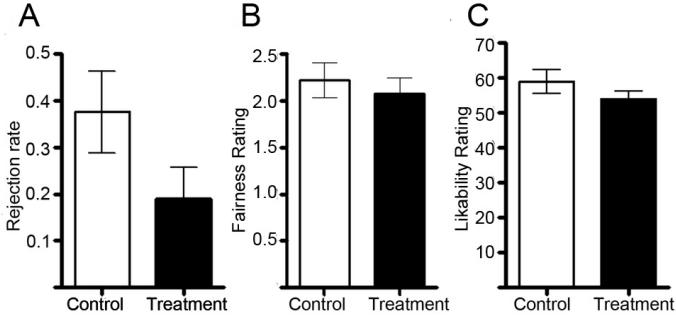 A
Rejection rate
0.5
0.4
0.3
0.2
0.1
Control Treatment
B
Fairness Rating
2.5
2.0
1.5
1.0
0.5
Control Treatment
C
Likability Rating
70
60
50
40
30
20
10
Control Treatment